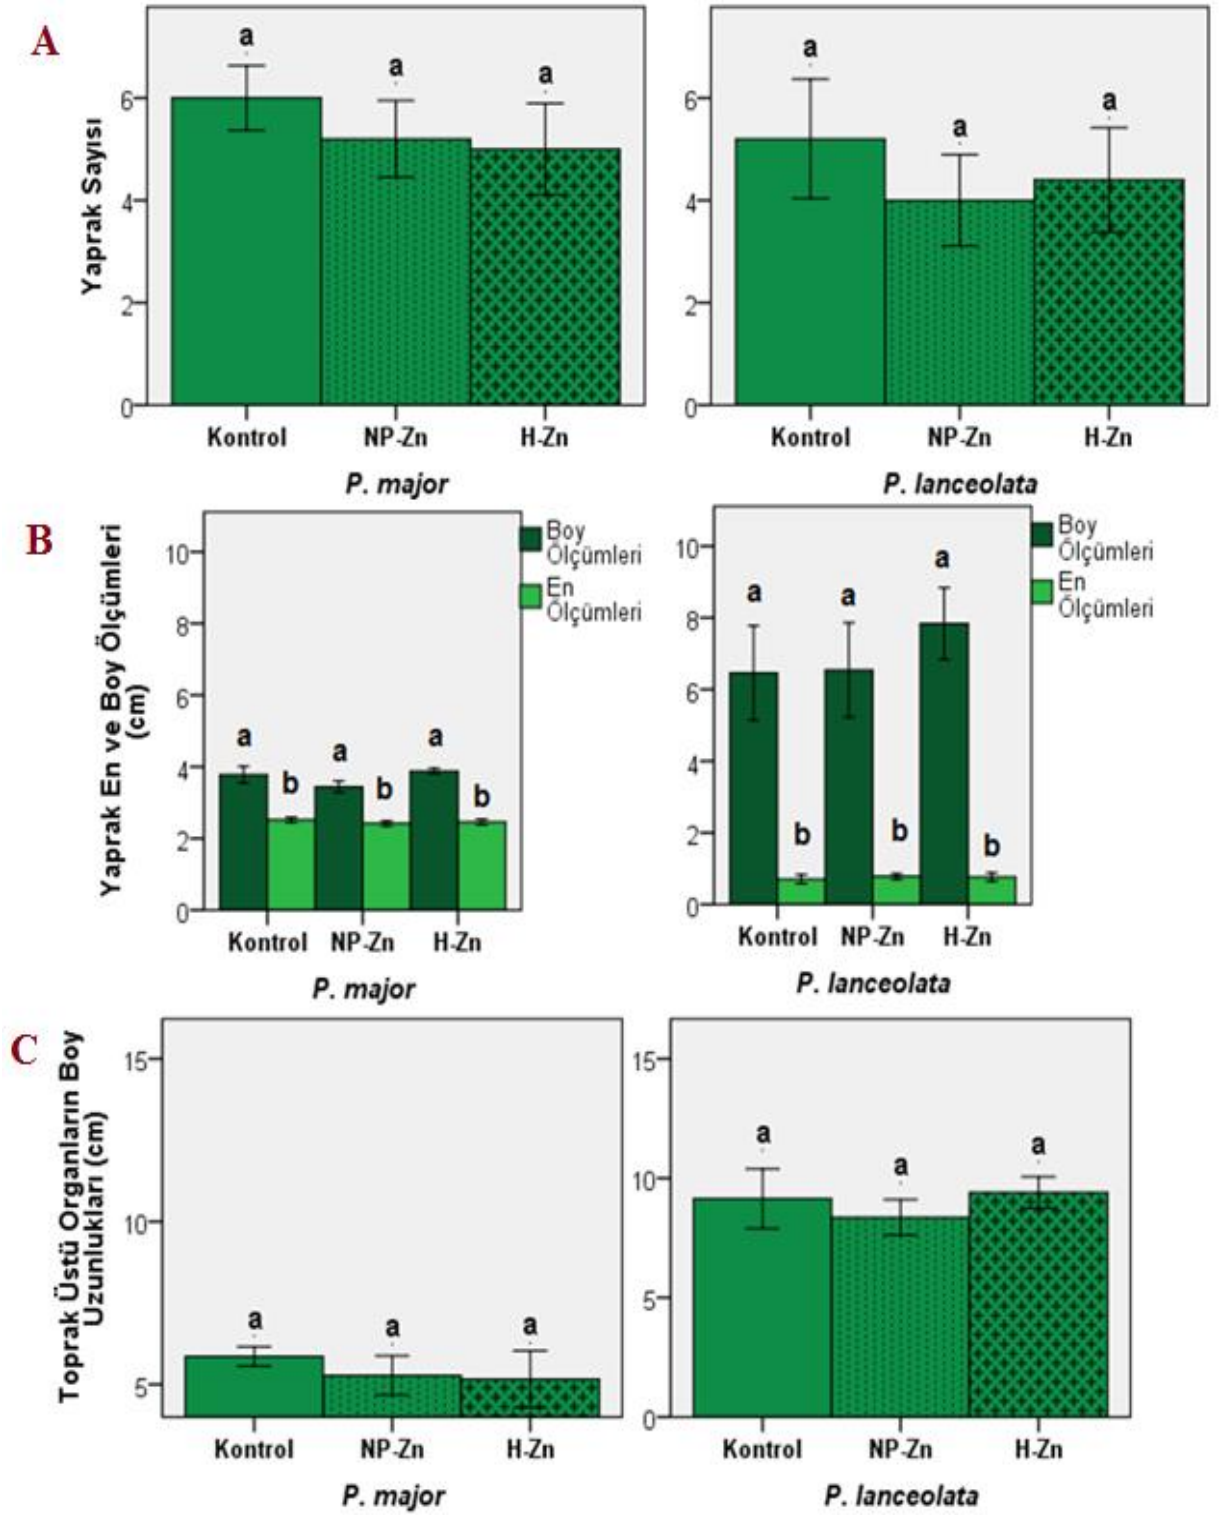 A
Yaprak Sayısı
6
4
2
0
a
a
a
Kontrol NP-Zn H-Zn
P. major
6
4
2
0
a
a
a
Kontrol NP-Zn H-Zn
P. lanceolata
B
Yaprak En ve Boy Ölçümleri
(cm)
10
8
6
4
2
0
a
b
a
b
a
b
Boy
Ölçümleri
En
Ölçümleri
Kontrol NP-Zn H-Zn
P. major
10
8
6
4
2
0
a
b
a
b
a
b
Boy
Ölçümleri
En
Ölçümleri
Kontrol NP-Zn H-Zn
P. lanceolata
C
Toprak Üstü Organların Boy
Uzunlukları (cm)
15
10
5
a
a
a
Kontrol NP-Zn H-Zn
P. major
15
10
5
0
a
a
a
Kontrol NP-Zn H-Zn
P. lanceolata